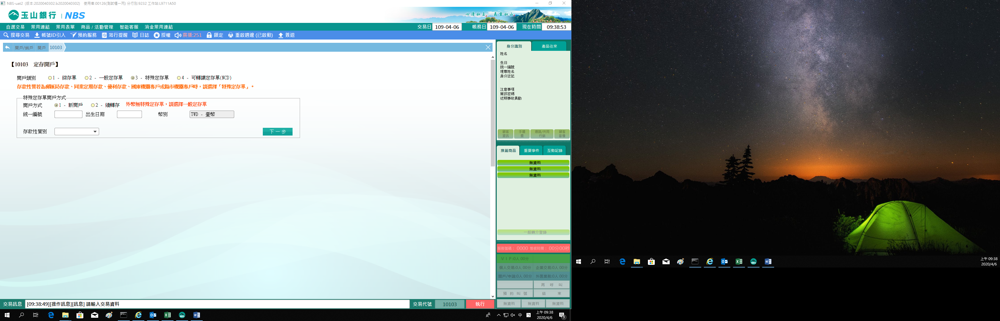 NBS-uat2 (版本:2020040302.b2020040302) 使用者:00126(測試櫃一丙) 分行別:9232 工作站:L9711A50
玉山銀行 | NBS
心清如玉, 義重如山。
自選交易 常用連結 常用表單 商品 / 活動管理 智能客服 消金常用連結 交易日 109-04-06 帳務日 109-04-06 現在時間 09:38:53
搜尋交易 帳號ID引入 預約服務 蒞行提醒 日誌 授權 廣播:251 鎖定 重啟週邊 (已啟動) 簽退
開戶/銷戶 開戶 10103
【10103 定存開戶】
開戶類別 1 - 綜存單 2 - 一般定存單 3 - 特殊定存單 4 - 可轉讓定存單(NCD)
存款性質若為郵匯局存款、同業定期存款、優利存款、國庫機關專戶或縣市機關專戶時，請選擇「特殊定存單」。
特殊定存單開戶方式
開戶方式 1 - 新開戶 2 - 續轉存 外幣無特殊定存單，請選擇一般定存單
統一編號 出生日期 幣別 TWD - 臺幣
存款性質別 下一步
身分識別 產品往來
姓名
生日
統一編號
理專姓名
身分註記
注意事項
簡訊密碼
近期事故異動
顧客資訊 手續費 通路/共同行銷 顧客影像
推薦商品 重要事件 互動記錄
無資料
無資料
無資料
一般轉介登錄
服務號碼： 0000 等候時間： 00分00秒
ＶＩＰ:0人 00分
個人交易:0人 00分 企業交易:0人 00分
開戶/申請:0人 00分 外匯業務:0人 00分
再 呼 叫
預 約 叫 號 結 束
無資料 無資料 無資料
交易訊息 [09:38:49][操作訊息][訊息] 請輸入交易資料 交易代號 10103 執行
中 上午 09:38
2020/4/6 3
上午 09:38
2020/4/6